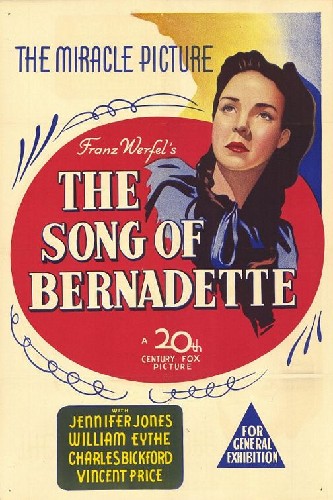 THE MIRACLE PICTURE
Franz Werfel's
THE
SONG OF
BERNADETTE
A 20th
CENTURY FOX
PICTURE
WITH
JENNIFER JONES
WILLIAM EYTHE
CHARLES BICKFORD
VINCENT PRICE
FOR
GENERAL
EXHIBITION